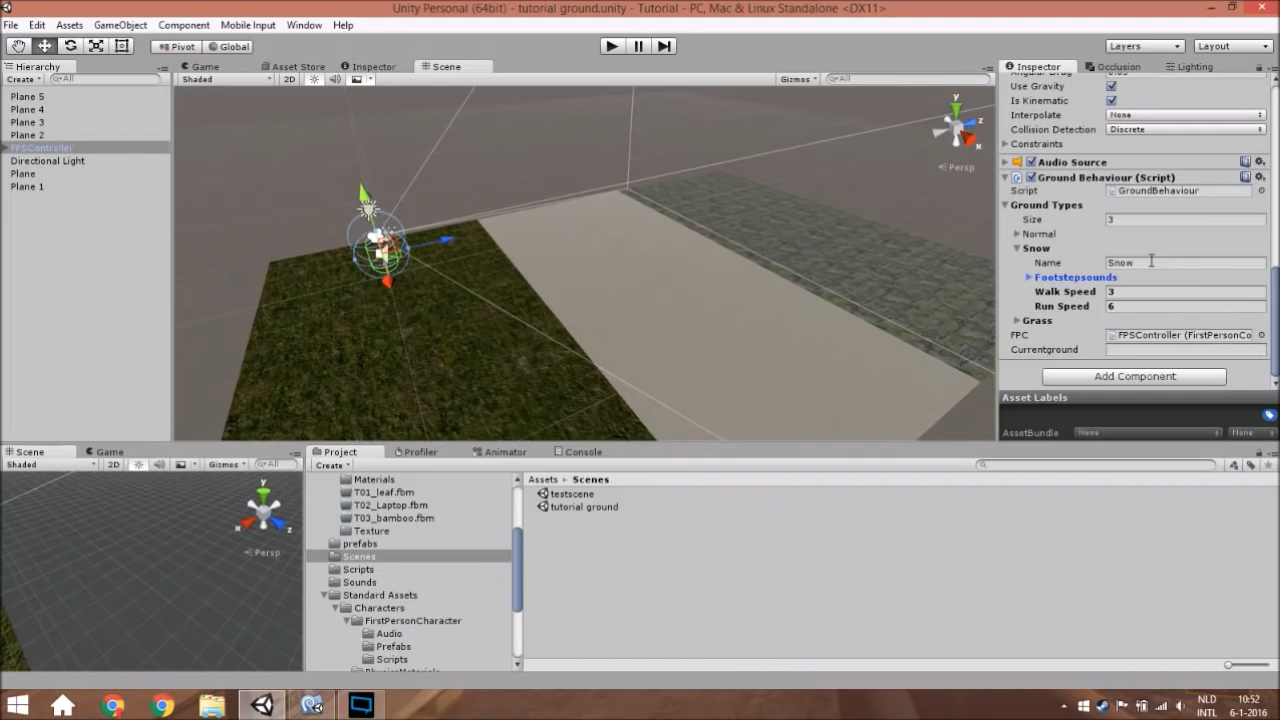 Unity Personal (64bit) - tutorial ground.unity - Tutorial - PC, Mac & Linux Standalone <DX11>
File Edit Assets GameObject Component Mobile Input Window Help
Pivot Global Layers Layout
Hierarchy Game Asset Store Inspector Scene Inspector Occlusion Lighting
Create All Shaded 2D Gizmos All
Plane 5
Plane 4
Plane 3
Plane 2
FPSController
Directional Light
Plane
Plane 1
y
z
x
Persp
Angular Drag 0.05
Use Gravity
Is Kinematic
Interpolate None
Collision Detection Discrete
Constraints
Audio Source
Ground Behaviour (Script)
Script GroundBehaviour
Ground Types
Size 3
Normal
Snow
Name Snow
Footstepsounds
Walk Speed 3
Run Speed 6
Grass
FPC FPSController (FirstPersonCo
Currentground
Add Component
Asset Labels
AssetBundle None None
Scene Game Project Profiler Animator Console
Shaded 2D Gizmos All Create
y
x z
Persp
Materials
T01_leaf.fbm
T02_Laptop.fbm
T03_bamboo.fbm
Texture
prefabs
Scenes
Scripts
Sounds
Standard Assets
Characters
FirstPersonCharacter
Audio
Prefabs
Scripts
PhysicsMaterials
Assets Scenes
testscene
tutorial ground
NLD 10:52
INTL 6-1-2016